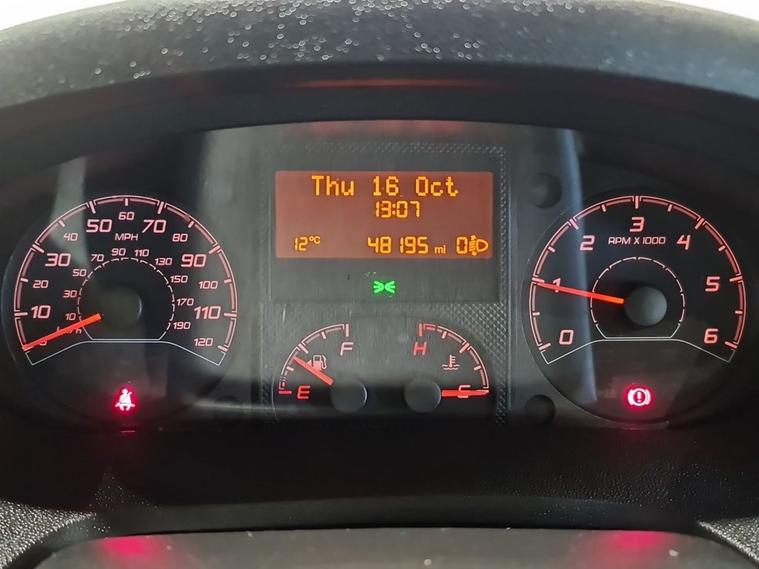 Thu 16 Oct
13:07
12°C 48195 mi 0
10 30 50 70 90 110
20 40 60 80 100 120
MPH
10 30 50 70 90 110 130 150 170 190
km/h
F
E
H
C
0 1 2 3 4 5 6
RPM X 1000